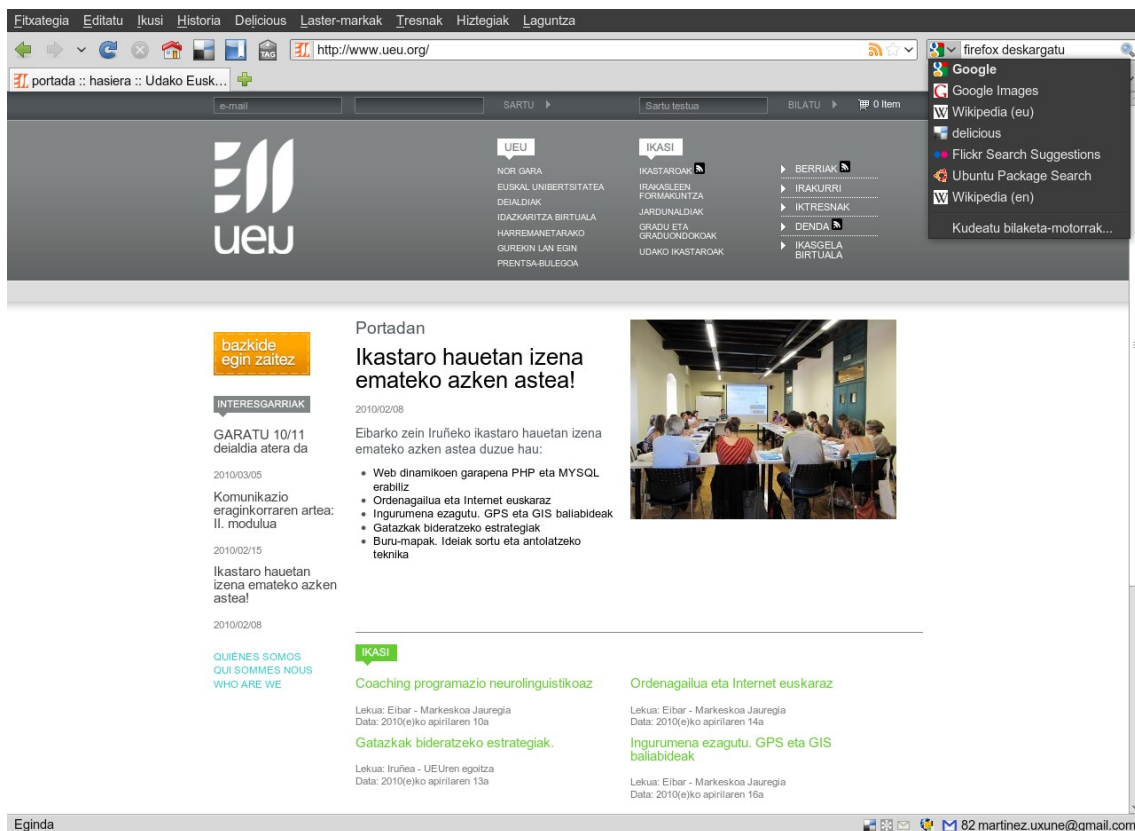 Fitxategia Editatu Ikusi Historia Delicious Laster-markak Tresnak Hiztegiak Laguntza
TAG
http://www.ueu.org/
firefox deskargatu
portada :: hasiera :: Udako Eusk...
Google
Google Images
Wikipedia (eu)
delicious
Flickr Search Suggestions
Ubuntu Package Search
Wikipedia (en)
Kudeatu bilaketa-motorrak...
e-mail
SARTU
Sartu testua
BILATU
0 Item
ueu
UEU
NOR GARA
EUSKAL UNIBERTSITATEA
DEIALDIAK
IDAZKARITZA BIRTUALA
HARREMANETARAKO
GUREKIN LAN EGIN
PRENTSA-BULEGOA
IKASI
IKASTAROAK
IRAKASLEEN
FORMAKUNTZA
JARDUNALDIAK
GRADU ETA
GRADUONDOKOAK
UDAKO IKASTAROAK
BERRIAK
IRAKURRI
IKTRESNAK
DENDA
IKASGELA
BIRTUALA
bazkide
egin zaitez
INTERESGARRIAK
GARATU 10/11
deialdia atera da
2010/03/05
Komunikazio
eraginkorraren artea:
II. modulua
2010/02/15
Ikastaro hauetan
izena emateko azken
astea!
2010/02/08
QUIÉNES SOMOS
QUI SOMMES NOUS
WHO ARE WE
Portadan
Ikastaro hauetan izena
emateko azken astea!
2010/02/08
Eibarko zein Iruñeko ikastaro hauetan izena
emateko azken astea duzue hau:
Web dinamikoen garapena PHP eta MYSQL
erabiliz
Ordenagailua eta Internet euskaraz
Ingurumena ezagutu. GPS eta GIS baliabideak
Gatazkak bideratzeko estrategiak
Buru-mapak. Ideiak sortu eta antolatzeko
teknika
IKASI
Coaching programazio neurolinguistikoaz
Lekua: Eibar - Markeskoa Jauregia
Data: 2010(e)ko apirilaren 10a
Gatazkak bideratzeko estrategiak.
Lekua: Iruñea - UEUren egoitza
Data: 2010(e)ko apirilaren 13a
Ordenagailua eta Internet euskaraz
Lekua: Eibar - Markeskoa Jauregia
Data: 2010(e)ko apirilaren 14a
Ingurumena ezagutu. GPS eta GIS
baliabideak
Lekua: Eibar - Markeskoa Jauregia
Data: 2010(e)ko apirilaren 16a
Eginda
82 martinez.uxune@gmail.com